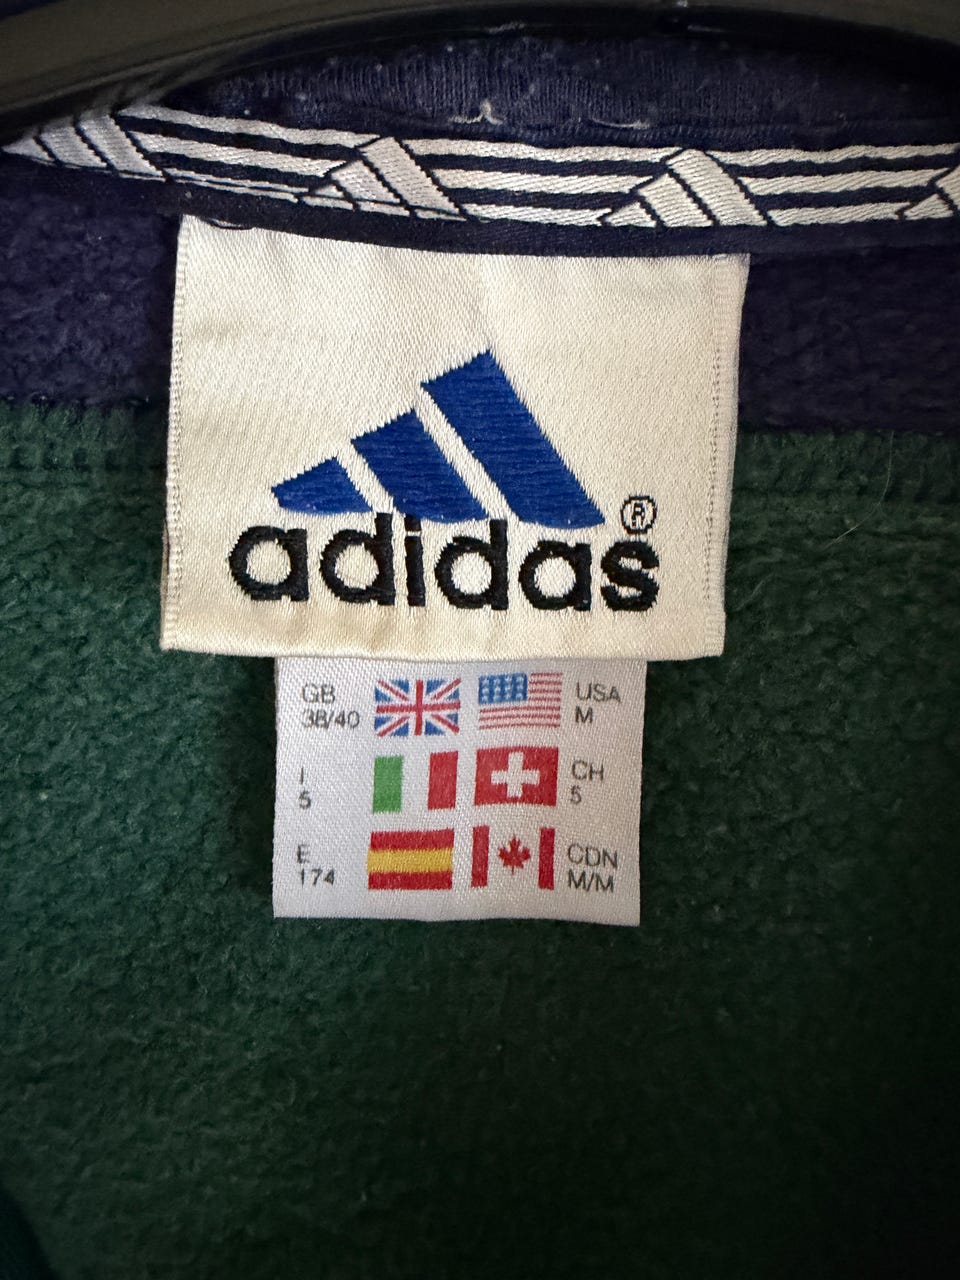 adidas®
GB
38/40
USA
M
I
5
CH
5
E
174
CDN
M/M